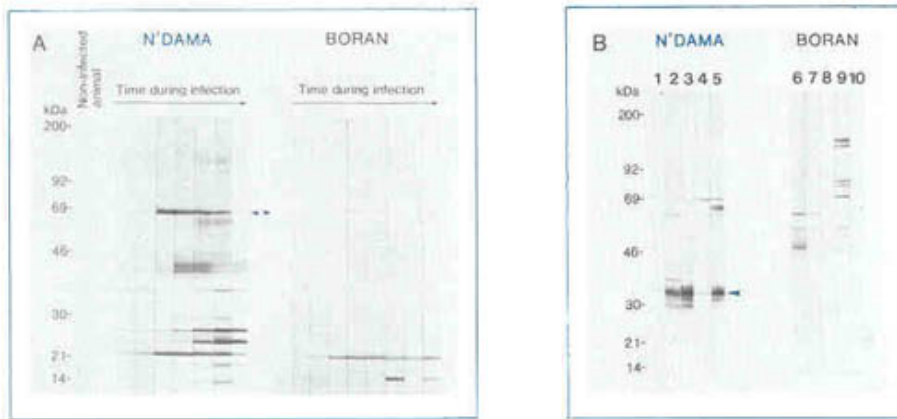 A
N'DAMA
BORAN
Non-infected
animal
Time during infection
Time during infection
kDa
200-
92-
69-
46-
30-
21-
14-
B
N'DAMA
BORAN
1 2 3 4 5
6 7 8 9 10
kDa
200-
92-
69-
46-
30-
21-
14-